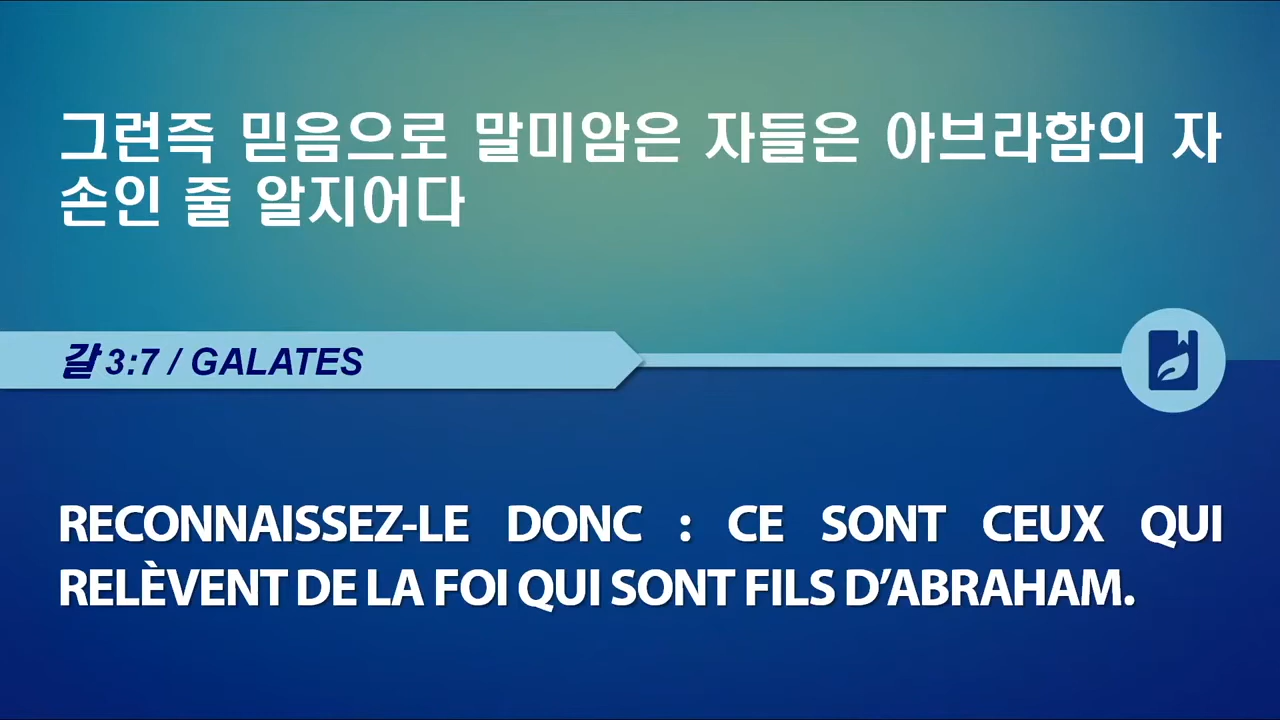 그런즉 믿음으로 말미암은 자들은 아브라함의 자
손인 줄 알지어다
갈 3:7 / GALATES
RECONNAISSEZ-LE DONC : CE SONT CEUX QUI
RELÈVENT DE LA FOI QUI SONT FILS D’ABRAHAM.